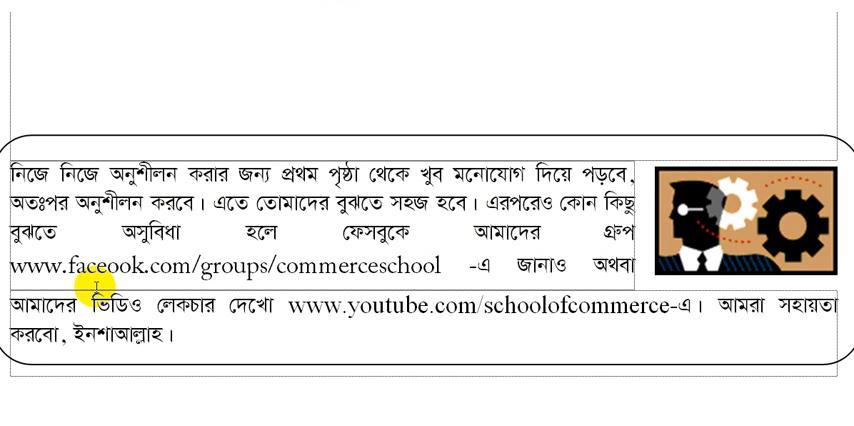 নিজে নিজে অনুশীলন করার জন্য প্রথম পৃষ্ঠা থেকে খুব মনোযোগ দিয়ে পড়বে,
অতঃপর অনুশীলন করবে। এতে তোমাদের বুঝতে সহজ হবে। এরপরেও কোন কিছু
বুঝতে অসুবিধা হলে ফেসবুকে আমাদের গ্রুপ
www.faceook.com/groups/commerceschool -এ জানাও অথবা
আমাদের ভিডিও লেকচার দেখো www.youtube.com/schoolofcommerce-এ। আমরা সহায়তা
করবো, ইনশাআল্লাহ।